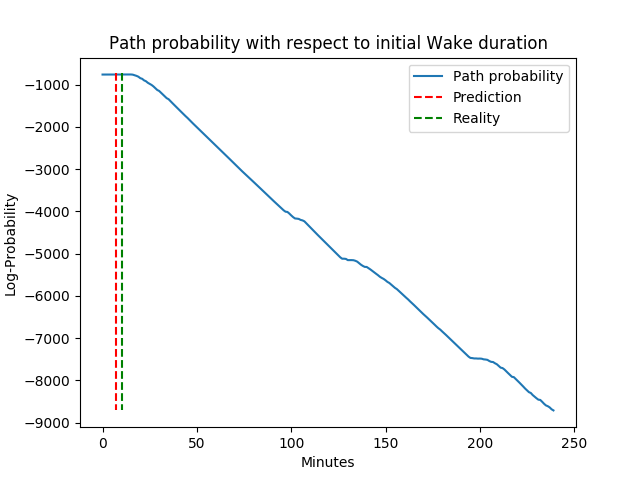 Path probability with respect to initial Wake duration
Path probability
Prediction
Reality
Log-Probability
−1000
−2000
−3000
−4000
−5000
−6000
−7000
−8000
−9000
0 50 100 150 200 250
Minutes